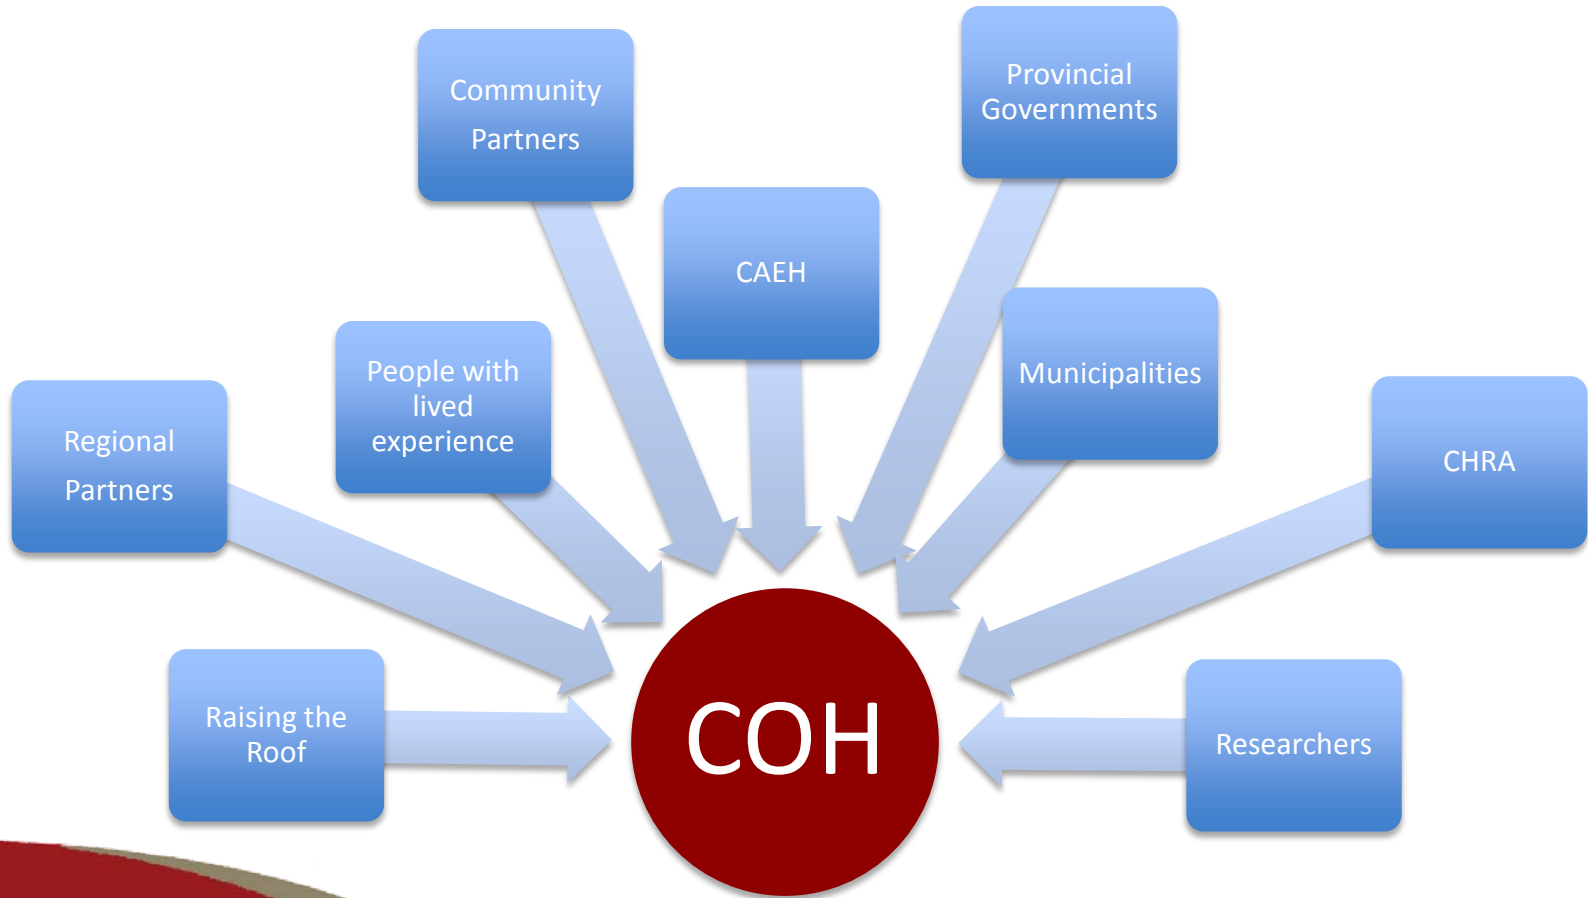 Community
Partners
Provincial
Governments
CAEH
People with
lived
experience
Municipalities
Regional
Partners
CHRA
Raising the
Roof
COH
Researchers